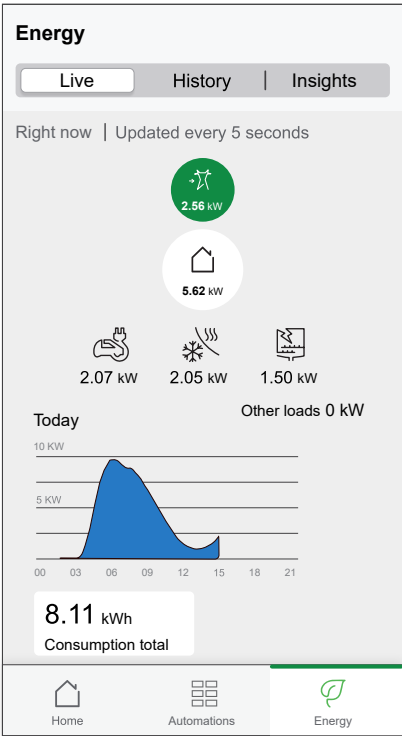 Energy
Live History | Insights
Right now | Updated every 5 seconds
2.56 kW
5.62 kW
2.07 kW 2.05 kW 1.50 kW
Other loads 0 kW
Today
10 KW
5 KW
00 03 06 09 12 15 18 21
8.11 kWh
Consumption total
Home Automations Energy